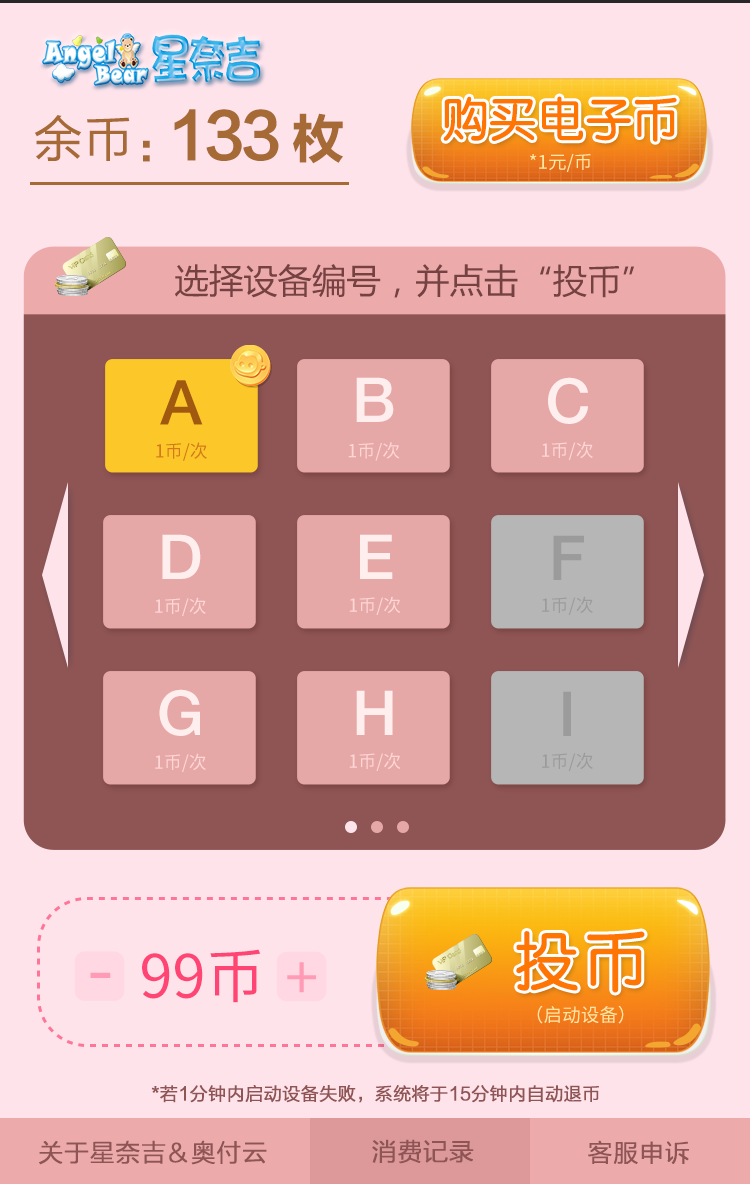 Angel Bear 星奈吉
余币：133 枚
购买电子币
*1元/币
选择设备编号，并点击“投币”
A
1币/次
B
1币/次
C
1币/次
D
1币/次
E
1币/次
F
1币/次
G
1币/次
H
1币/次
I
1币/次
- 99币 +
投币
（启动设备）
*若1分钟内启动设备失败，系统将于15分钟内自动退币
关于星奈吉&奥付云
消费记录
客服申诉